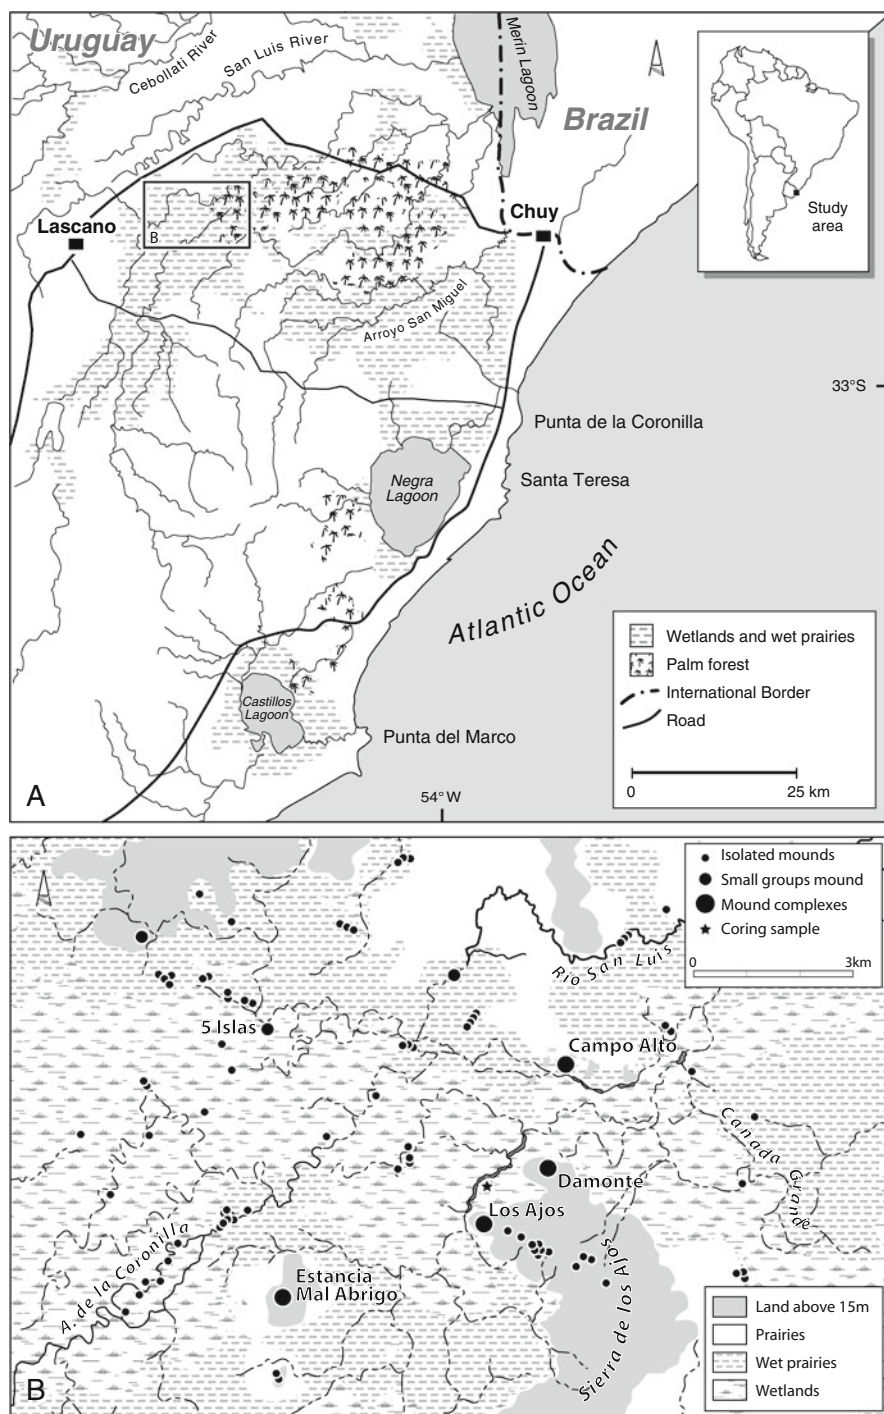 Uruguay
Cebollati River
San Luis River
Merin Lagoon
Brazil
Study
area
B
Lascano
Chuy
Arroyo San Miguel
33°S
Punta de la Coronilla
Negra
Lagoon
Santa Teresa
Atlantic Ocean
Wetlands and wet prairies
Palm forest
International Border
Road
0 25 km
Castillos
Lagoon
Punta del Marco
54° W
A
Isolated mounds
Small groups mound
Mound complexes
Coring sample
0 3km
Rio San Luis
5 Islas
Campo Alto
Canada Grande
Damonte
Los Ajos
A. de la Coronilla
Estancia
Mal Abrigo
Sierra de los Ajos
Land above 15m
Prairies
Wet prairies
Wetlands
B